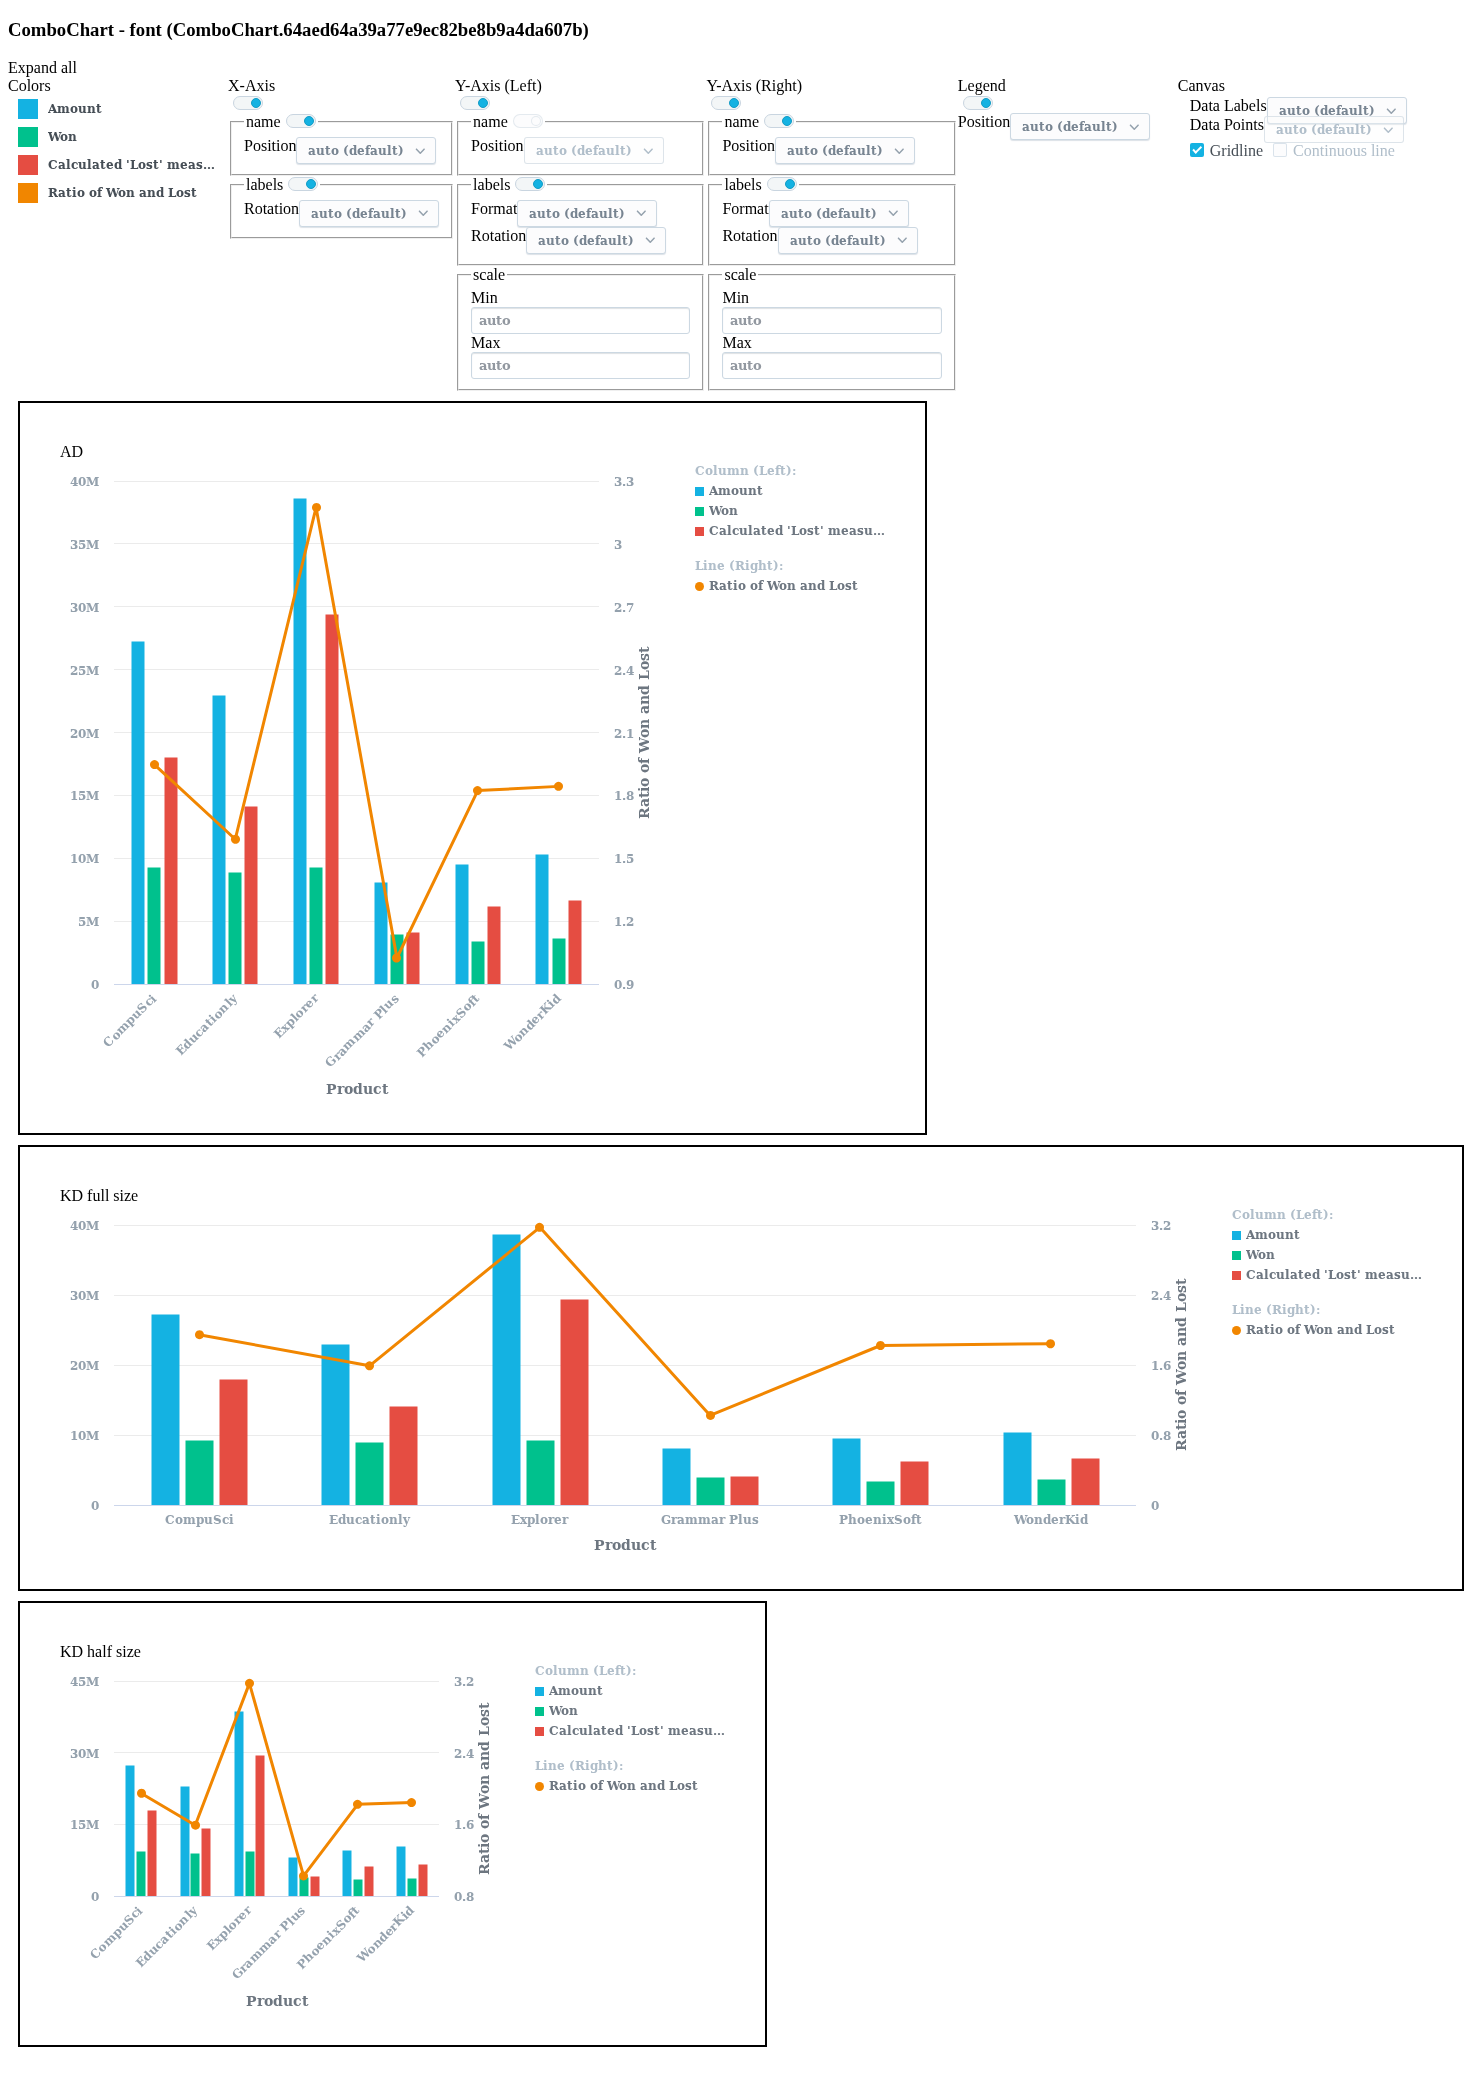 ComboChart - font (ComboChart.64aed64a39a77e9ec82be8b9a4da607b)
Expand all
Colors
Amount
Won
Calculated 'Lost' meas...
Ratio of Won and Lost
X-Axis
name
Position auto (default)
labels
Rotation auto (default)
Y-Axis (Left)
name
Position auto (default)
labels
Format auto (default)
Rotation auto (default)
scale
Min
auto
Max
auto
Y-Axis (Right)
name
Position auto (default)
labels
Format auto (default)
Rotation auto (default)
scale
Min
auto
Max
auto
Legend
Position auto (default)
Canvas
Data Labels auto (default)
Data Points auto (default)
Gridline Continuous line
AD
40M
35M
30M
25M
20M
15M
10M
5M
0
3.3
3
2.7
2.4
2.1
1.8
1.5
1.2
0.9
Ratio of Won and Lost
CompuSci
Educationly
Explorer
Grammar Plus
PhoenixSoft
WonderKid
Product
Column (Left):
Amount
Won
Calculated 'Lost' measu...
Line (Right):
Ratio of Won and Lost
KD full size
40M
30M
20M
10M
0
3.2
2.4
1.6
0.8
0
Ratio of Won and Lost
CompuSci
Educationly
Explorer
Grammar Plus
PhoenixSoft
WonderKid
Product
Column (Left):
Amount
Won
Calculated 'Lost' measu...
Line (Right):
Ratio of Won and Lost
KD half size
45M
30M
15M
0
3.2
2.4
1.6
0.8
Ratio of Won and Lost
CompuSci
Educationly
Explorer
Grammar Plus
PhoenixSoft
WonderKid
Product
Column (Left):
Amount
Won
Calculated 'Lost' measu...
Line (Right):
Ratio of Won and Lost